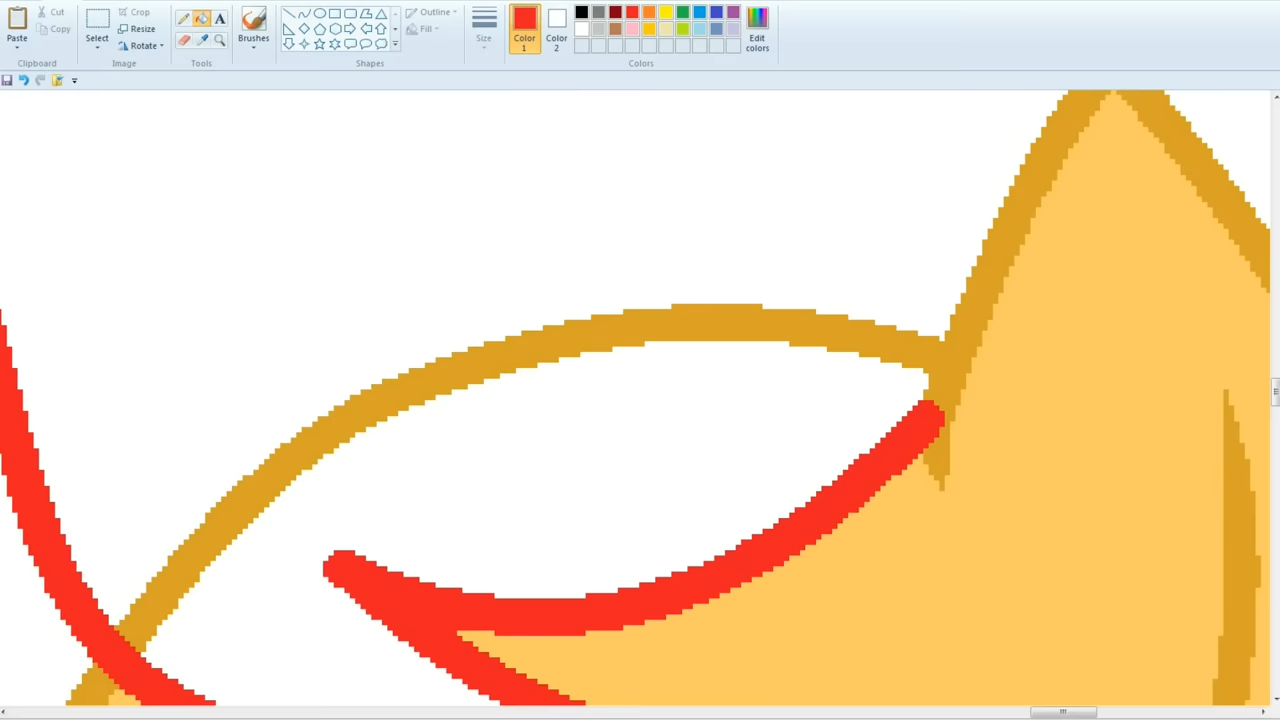 Paste
Cut
Copy
Clipboard
Select
Crop
Resize
Rotate
Image
A
Tools
Brushes
Outline
Fill
Shapes
Size
Color
1
Color
2
Edit
colors
Colors